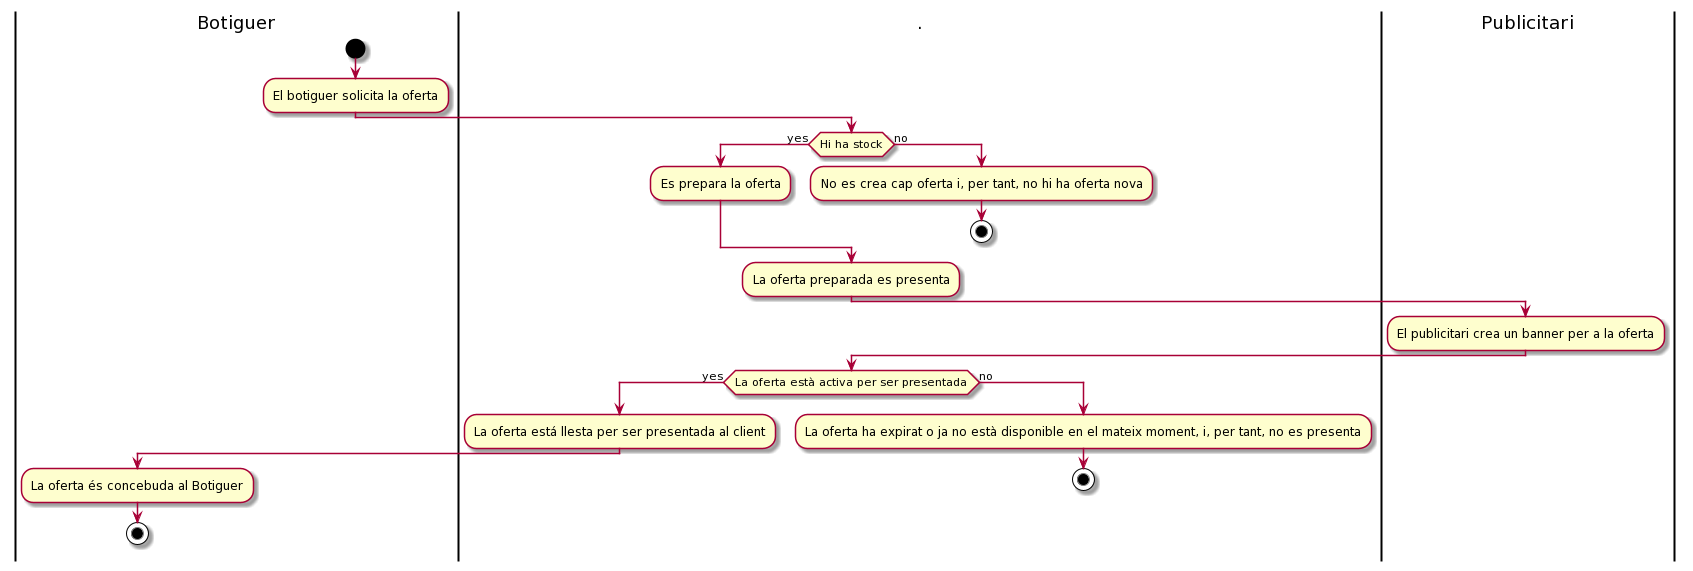 Botiguer
.
Publicitari
El botiguer solicita la oferta
yes
Hi ha stock
no
Es prepara la oferta
No es crea cap oferta i, per tant, no hi ha oferta nova
La oferta preparada es presenta
El publicitari crea un banner per a la oferta
yes
La oferta està activa per ser presentada
no
La oferta está llesta per ser presentada al client
La oferta ha expirat o ja no està disponible en el mateix moment, i, per tant, no es presenta
La oferta és concebuda al Botiguer